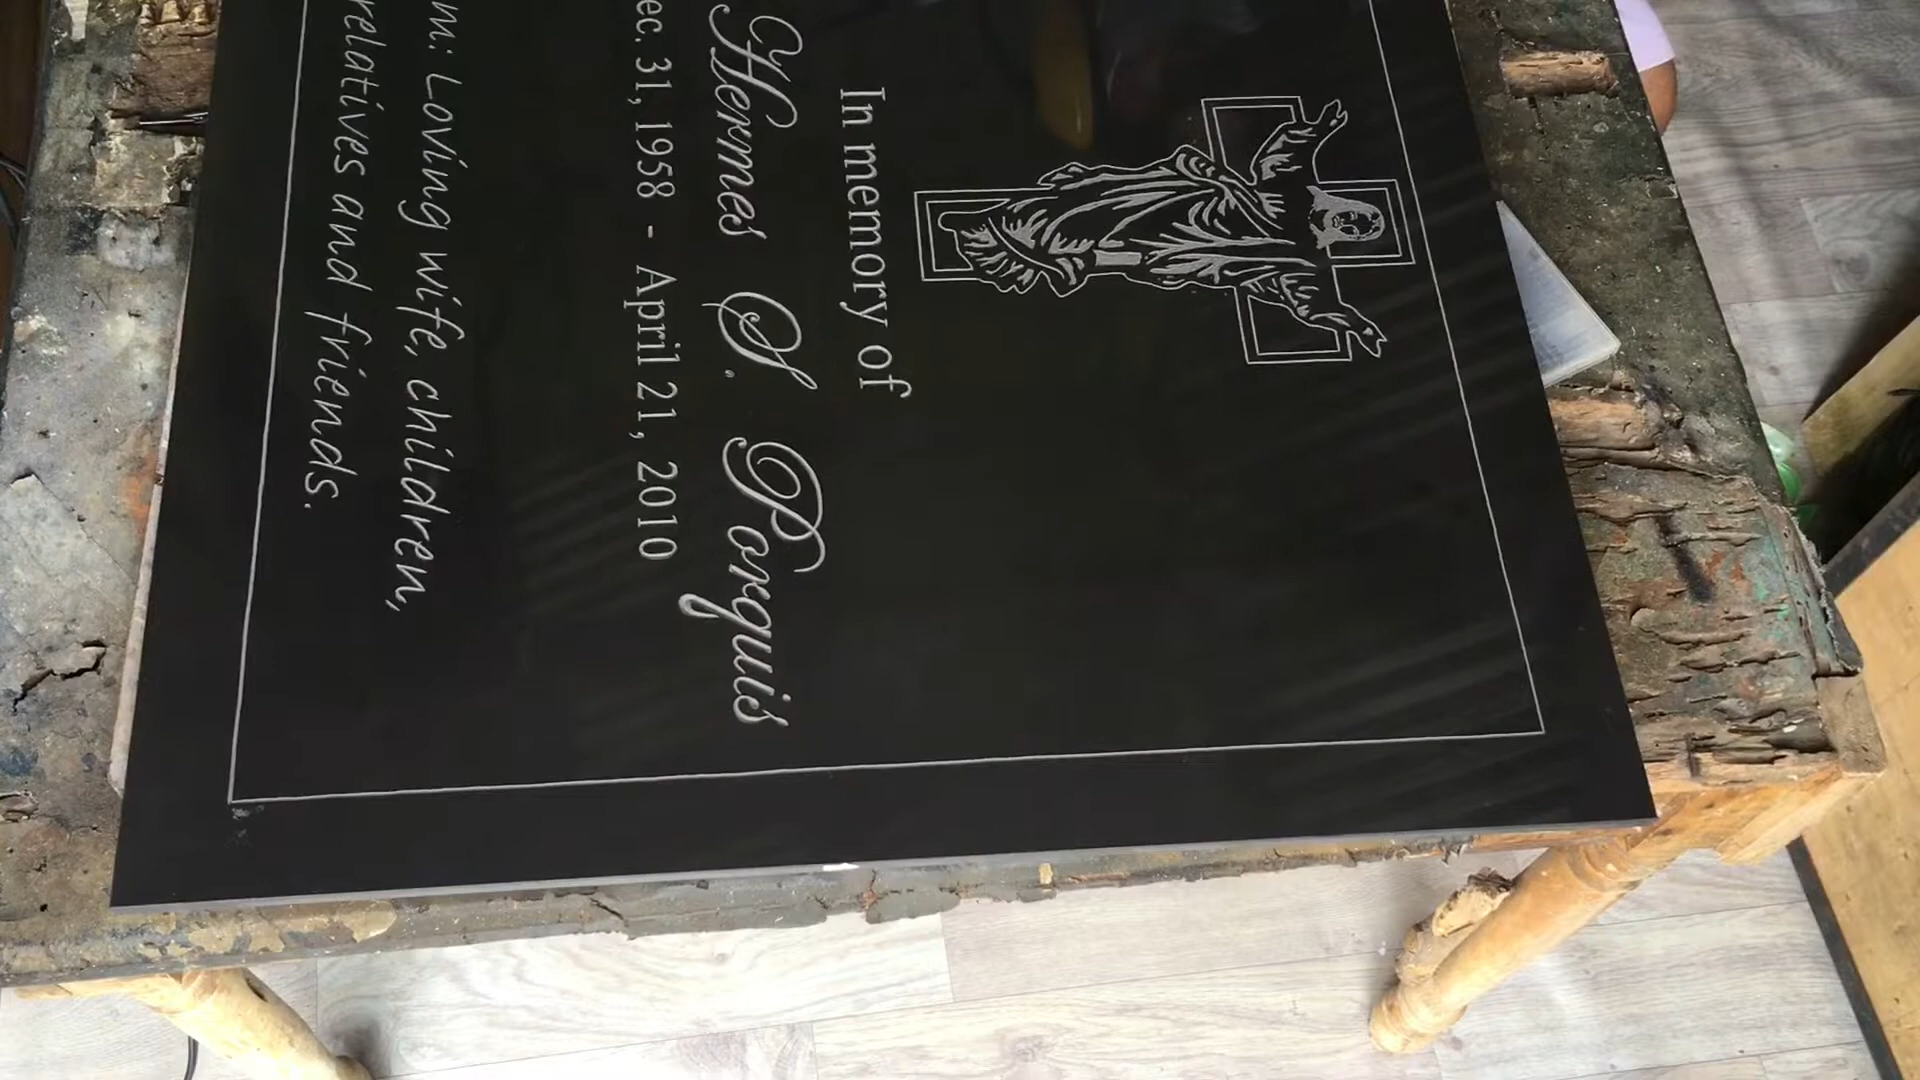 In memory of
Hermes S. Porquis
ec. 31, 1958 - April 21, 2010
m: Loving wife, children,
relatives and friends.